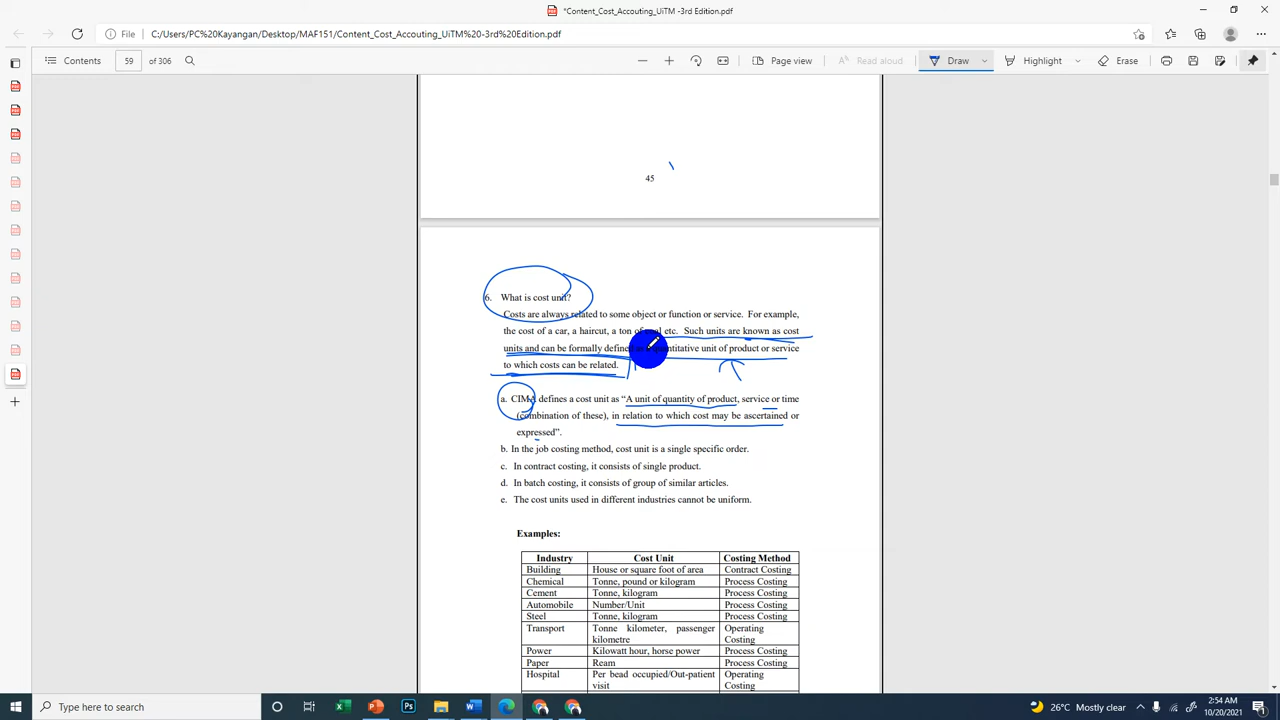 *Content_Cost_Accouting_UiTM -3rd Edition.pdf
File
C:/Users/PC%20Kayangan/Desktop/MAF151/Content_Cost_Accouting_UiTM%20-3rd%20Edition.pdf
Contents
59
of 306
Page view
Read aloud
Draw
Highlight
Erase
45
6. What is cost unit?
Costs are always related to some object or function or service. For example,
the cost of a car, a haircut, a ton of coal etc. Such units are known as cost
units and can be formally defined quantitative unit of product or service
to which costs can be related.
a. CIMA defines a cost unit as “A unit of quantity of product, service or time
(combination of these), in relation to which cost may be ascertained or
expressed”.
b. In the job costing method, cost unit is a single specific order.
c. In contract costing, it consists of single product.
d. In batch costing, it consists of group of similar articles.
e. The cost units used in different industries cannot be uniform.
Examples:
Industry Cost Unit Costing Method
Building House or square foot of area Contract Costing
Chemical Tonne, pound or kilogram Process Costing
Cement Tonne, kilogram Process Costing
Automobile Number/Unit Process Costing
Steel Tonne, kilogram Process Costing
Transport Tonne kilometer, passenger Operating
kilometre Costing
Power Kilowatt hour, horse power Process Costing
Paper Ream Process Costing
Hospital Per bead occupied/Out-patient Operating
visit Costing
Type here to search
26°C Mostly clear
2:54 AM
10/20/2021